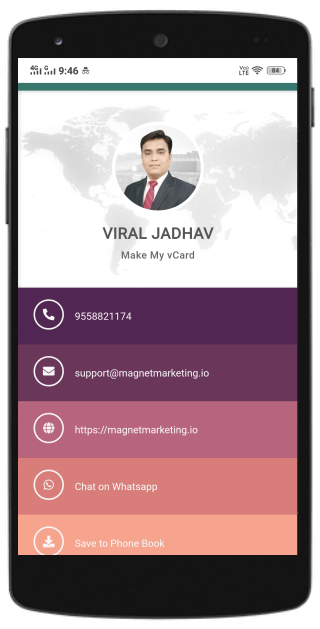 4G G 9:46 Vo) LTE 84
VIRAL JADHAV
Make My vCard
9558821174
support@magnetmarketing.io
https://magnetmarketing.io
Chat on Whatsapp
Save to Phone Book